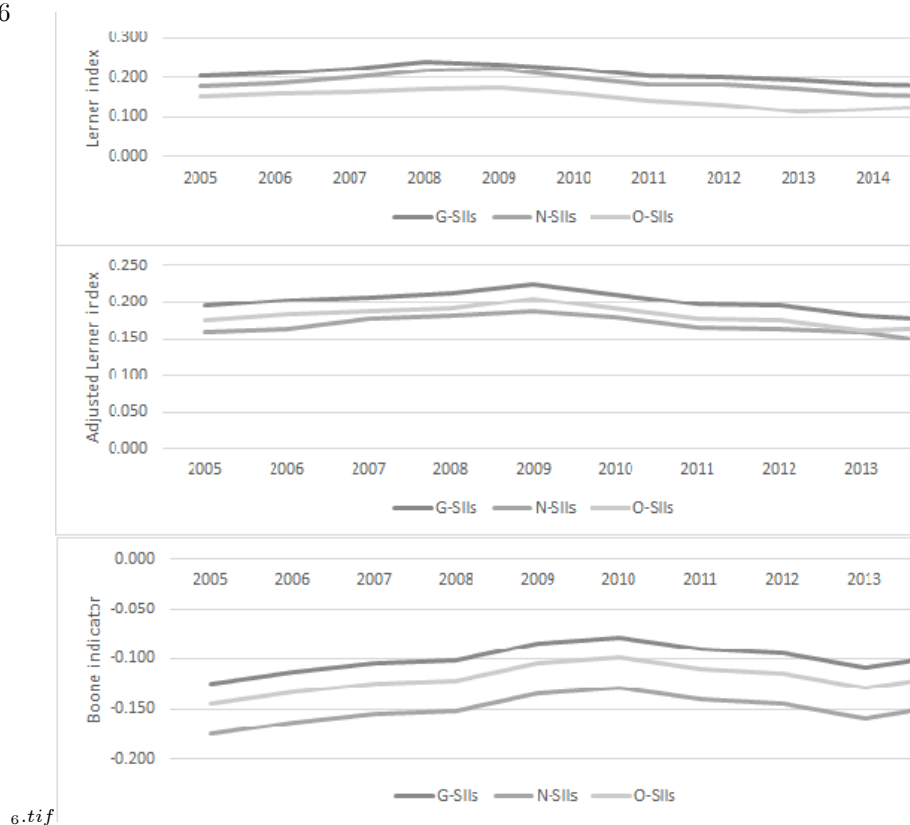 6
0.300
0.200
0.100
0.000
Lerner index
2005 2006 2007 2008 2009 2010 2011 2012 2013 2014
G-SIIs N-SIIs O-SIIs
0.250
0.200
0.150
0.100
0.050
0.000
Adjusted Lerner index
2005 2006 2007 2008 2009 2010 2011 2012 2013
G-SIIs N-SIIs O-SIIs
0.000
-0.050
-0.100
-0.150
-0.200
Boone indicator
2005 2006 2007 2008 2009 2010 2011 2012 2013
G-SIIs N-SIIs O-SIIs
6.tif